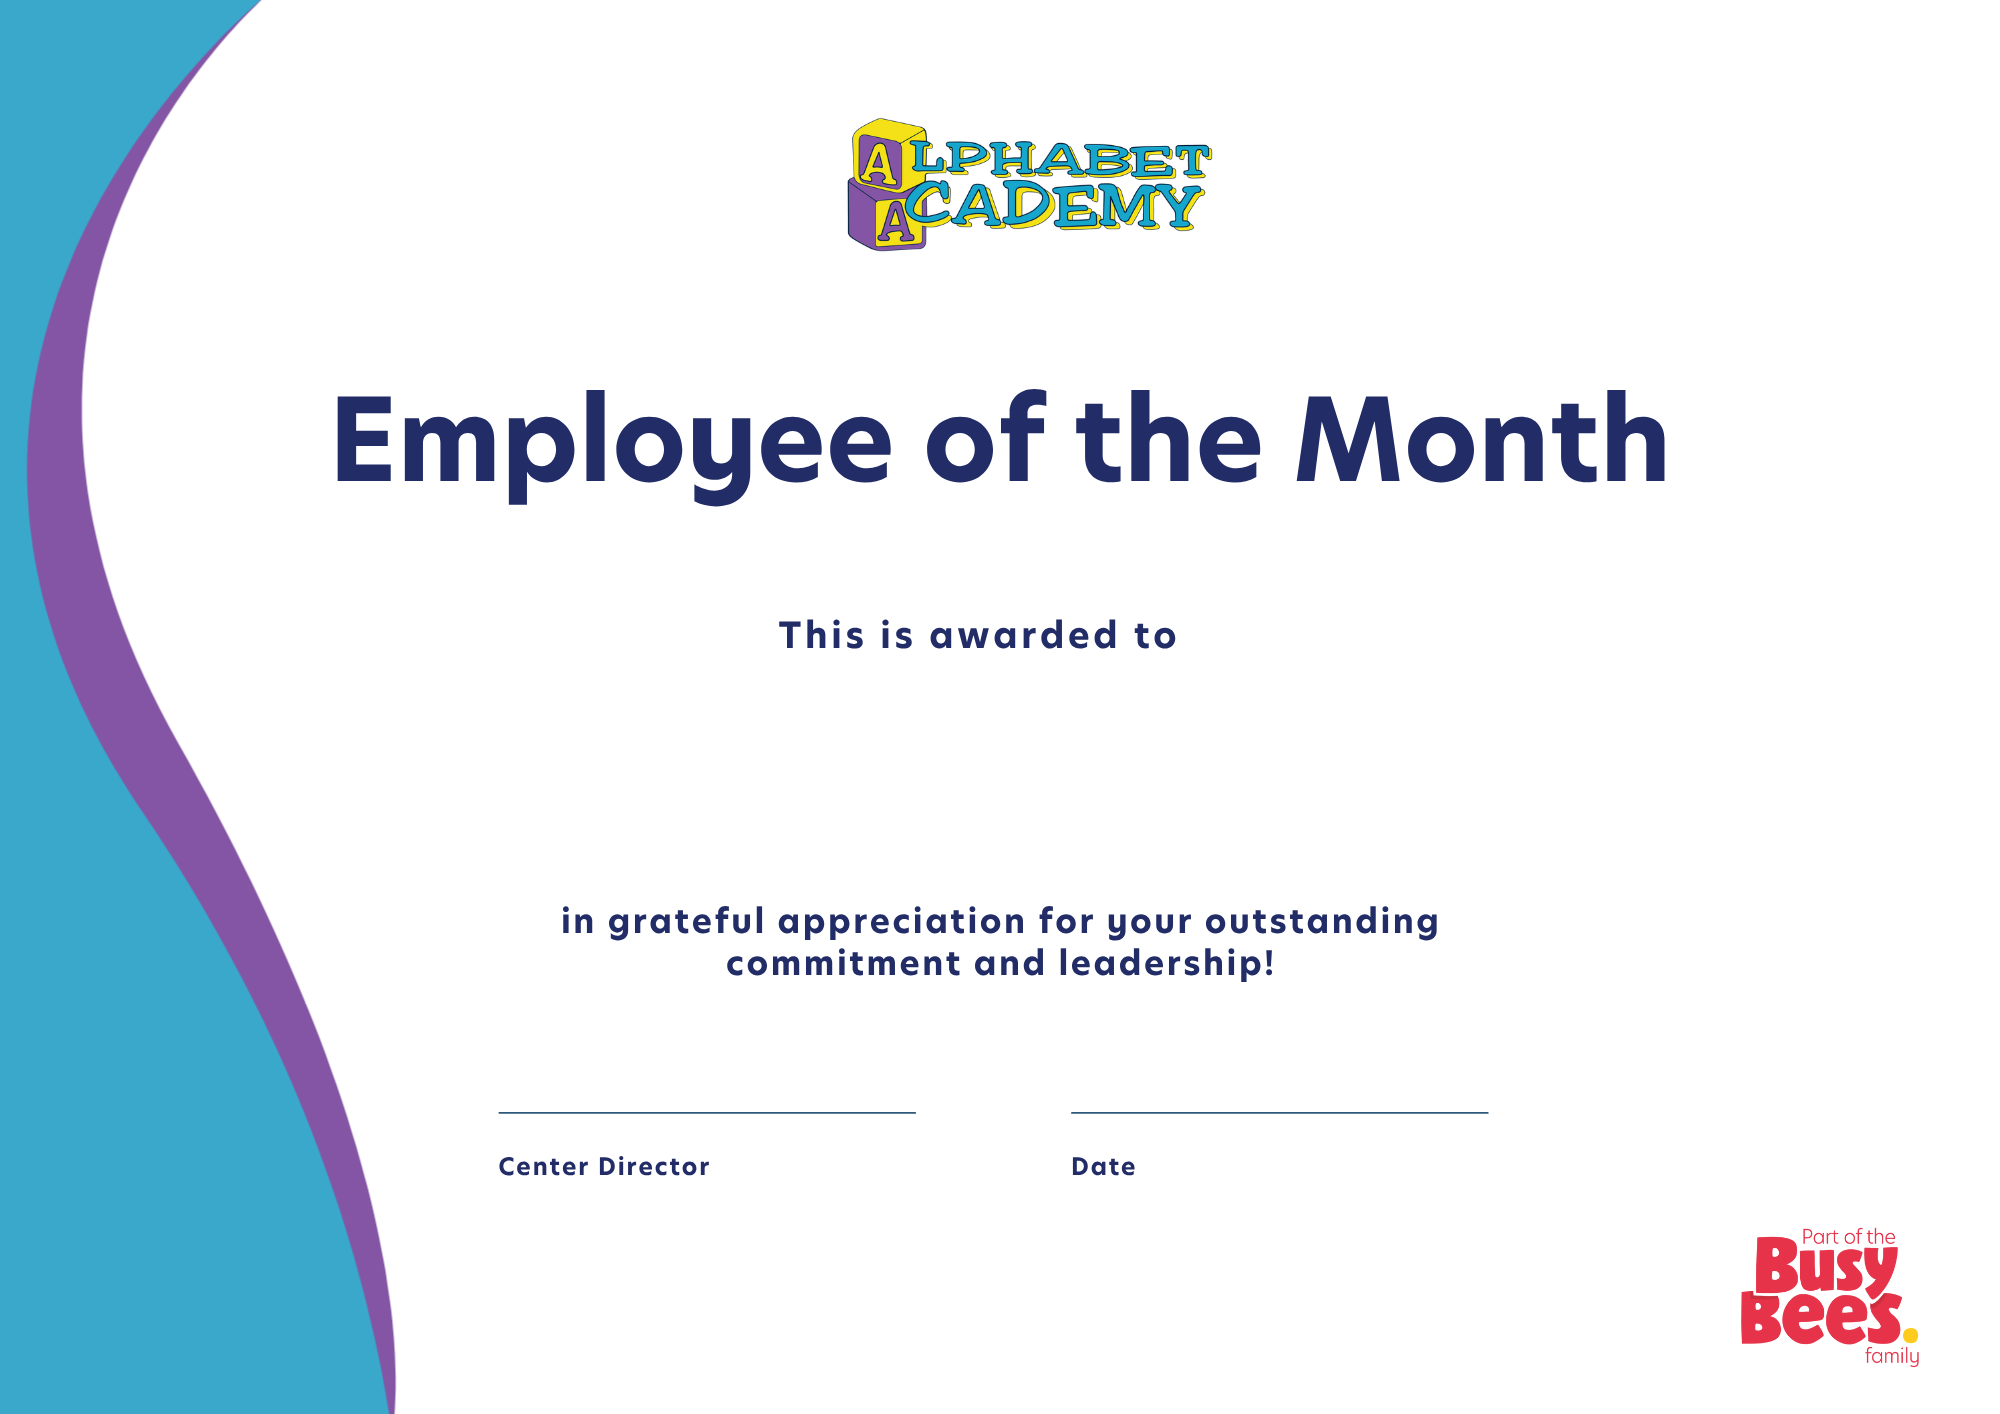 ALPHABET
ACADEMY
Employee of the Month
This is awarded to
in grateful appreciation for your outstanding
commitment and leadership!
Center Director
Date
Part of the
Busy
Bees.
family